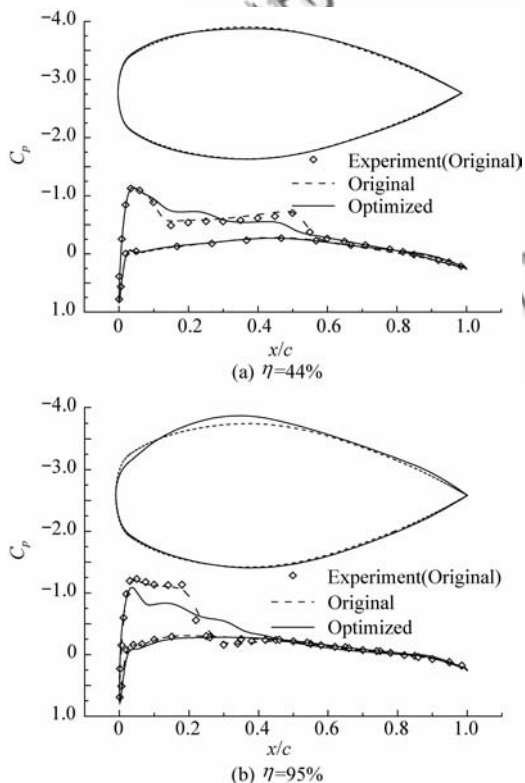 −4.0
−3.0
−2.0
−1.0
0
1.0
C_p
Experiment(Original)
Original
Optimized
0 0.2 0.4 0.6 0.8 1.0
x/c
(a) η=44%
−4.0
−3.0
−2.0
−1.0
0
1.0
C_p
Experiment(Original)
Original
Optimized
0 0.2 0.4 0.6 0.8 1.0
x/c
(b) η=95%